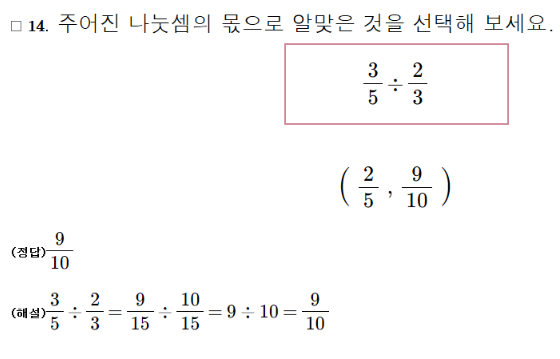 □ 14. 주어진 나눗셈의 몫으로 알맞은 것을 선택해 보세요.
3/5 ÷ 2/3
( 2/5 , 9/10 )
(정답) 9/10
(해설) 3/5 ÷ 2/3 = 9/15 ÷ 10/15 = 9 ÷ 10 = 9/10